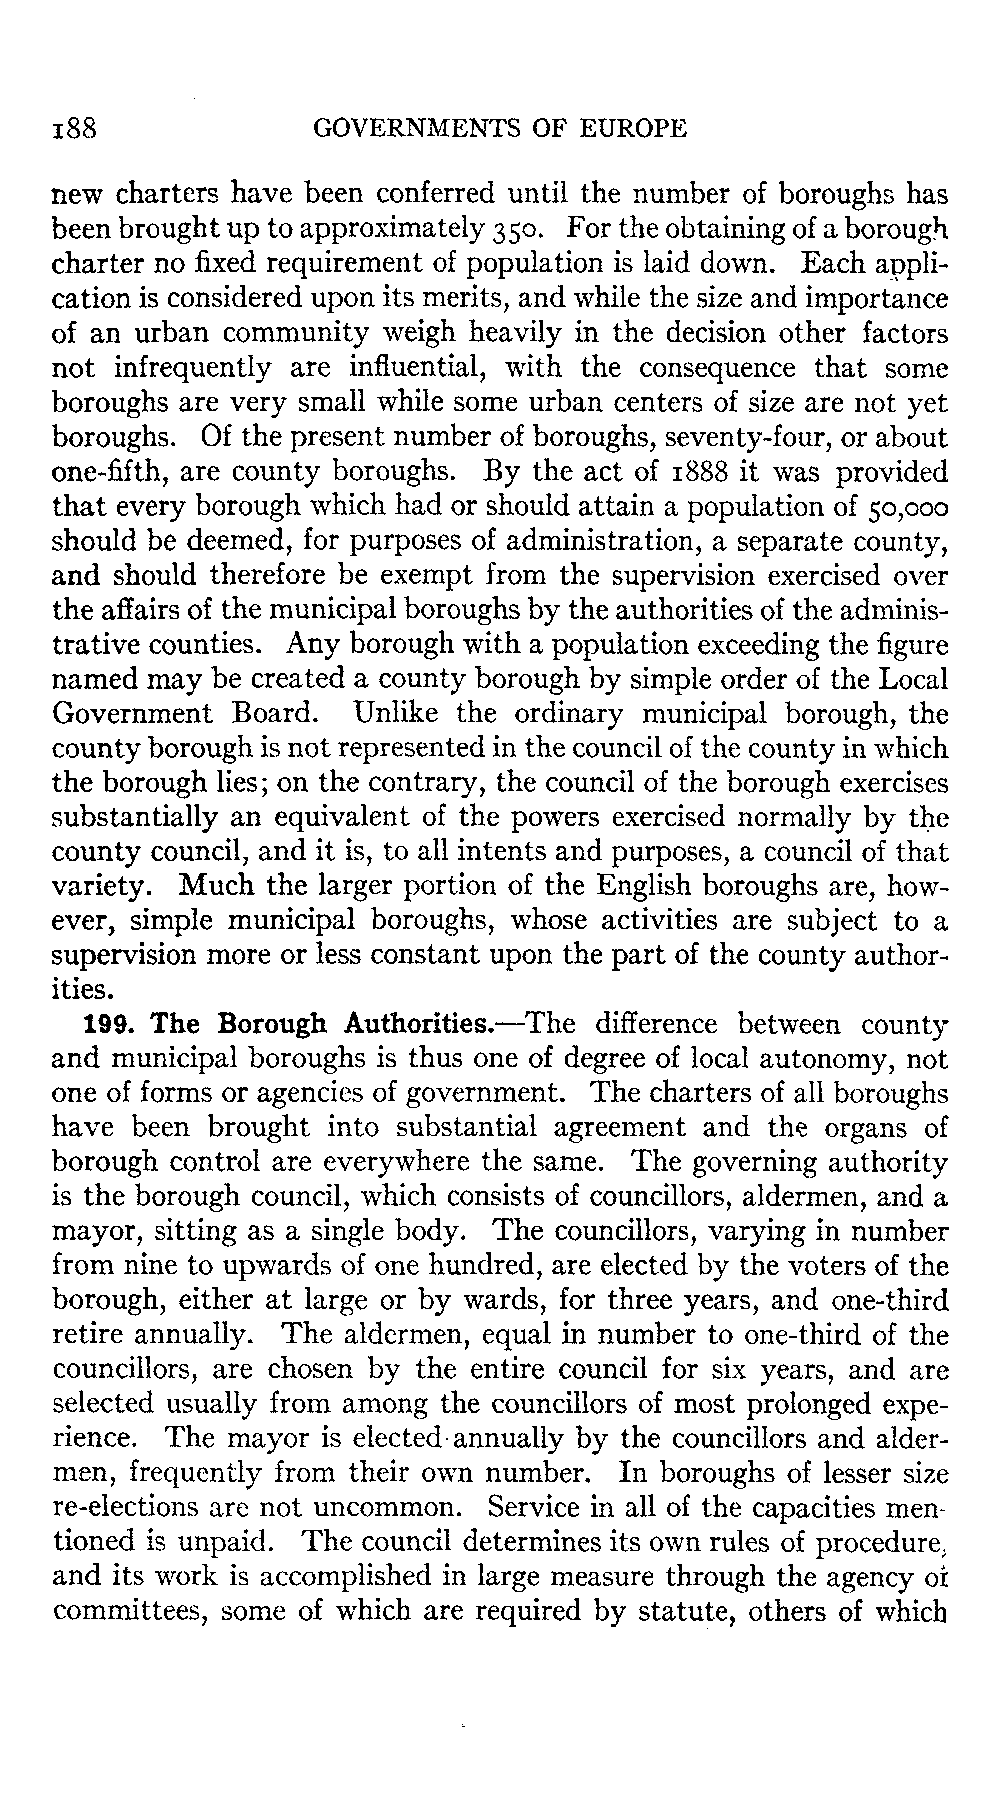 188 GOVERNMENTS OF EUROPE
new charters have been conferred until the number of boroughs has
been brought up to approximately 350. For the obtaining of a borough
charter no fixed requirement of population is laid down. Each appli-
cation is considered upon its merits, and while the size and importance
of an urban community weigh heavily in the decision other factors
not infrequently are influential, with the consequence that some
boroughs are very small while some urban centers of size are not yet
boroughs. Of the present number of boroughs, seventy-four, or about
one-fifth, are county boroughs. By the act of 1888 it was provided
that every borough which had or should attain a population of 50,000
should be deemed, for purposes of administration, a separate county,
and should therefore be exempt from the supervision exercised over
the affairs of the municipal boroughs by the authorities of the adminis-
trative counties. Any borough with a population exceeding the figure
named may be created a county borough by simple order of the Local
Government Board. Unlike the ordinary municipal borough, the
county borough is not represented in the council of the county in which
the borough lies; on the contrary, the council of the borough exercises
substantially an equivalent of the powers exercised normally by the
county council, and it is, to all intents and purposes, a council of that
variety. Much the larger portion of the English boroughs are, how-
ever, simple municipal boroughs, whose activities are subject to a
supervision more or less constant upon the part of the county author-
ities.
199. The Borough Authorities.—The difference between county
and municipal boroughs is thus one of degree of local autonomy, not
one of forms or agencies of government. The charters of all boroughs
have been brought into substantial agreement and the organs of
borough control are everywhere the same. The governing authority
is the borough council, which consists of councillors, aldermen, and a
mayor, sitting as a single body. The councillors, varying in number
from nine to upwards of one hundred, are elected by the voters of the
borough, either at large or by wards, for three years, and one-third
retire annually. The aldermen, equal in number to one-third of the
councillors, are chosen by the entire council for six years, and are
selected usually from among the councillors of most prolonged expe-
rience. The mayor is elected annually by the councillors and alder-
men, frequently from their own number. In boroughs of lesser size
re-elections are not uncommon. Service in all of the capacities men-
tioned is unpaid. The council determines its own rules of procedure,
and its work is accomplished in large measure through the agency of
committees, some of which are required by statute, others of which